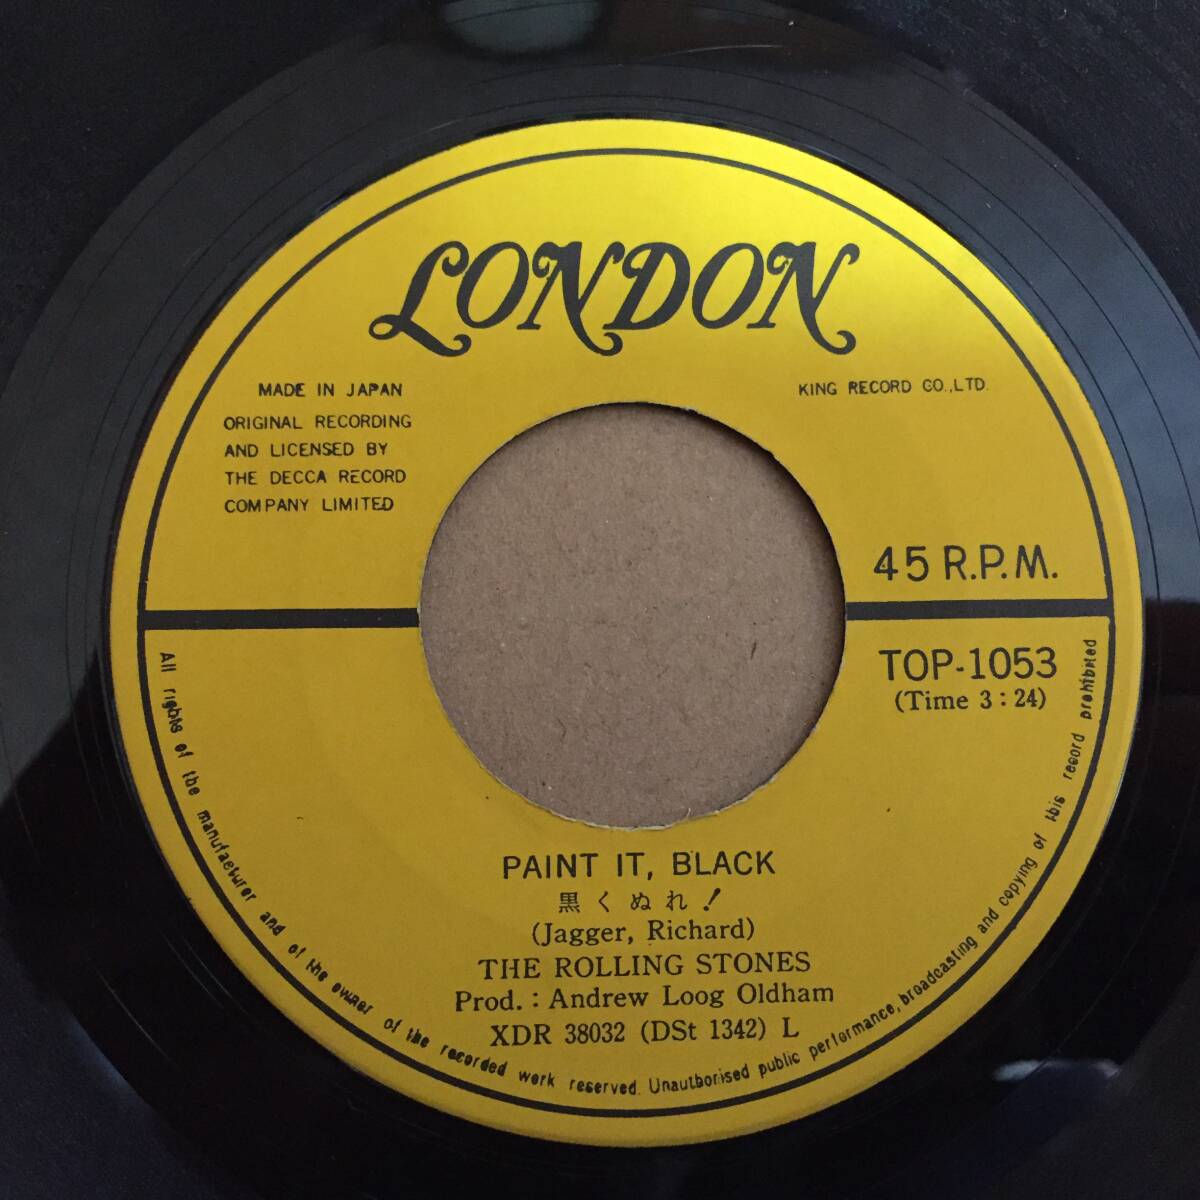 LONDON
MADE IN JAPAN
ORIGINAL RECORDING
AND LICENSED BY
THE DECCA RECORD
COMPANY LIMITED
KING RECORD CO.,LTD.
45 R.P.M.
TOP-1053
(Time 3:24)
PAINT IT, BLACK
黒くぬれ!
(Jagger, Richard)
THE ROLLING STONES
Prod.: Andrew Loog Oldham
XDR 38032 (DSt 1342) L
All rights of the manufacturer and of the owner of the recorded work reserved. Unauthorised public performance, broadcasting and copying of this record prohibited